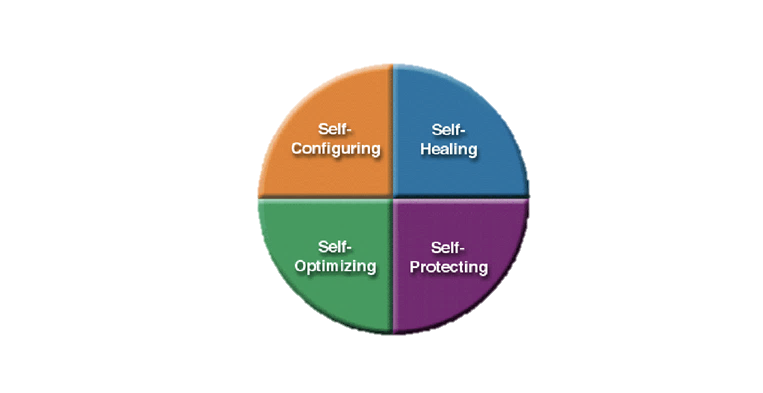 Self-
Configuring
Self-
Healing
Self-
Optimizing
Self-
Protecting